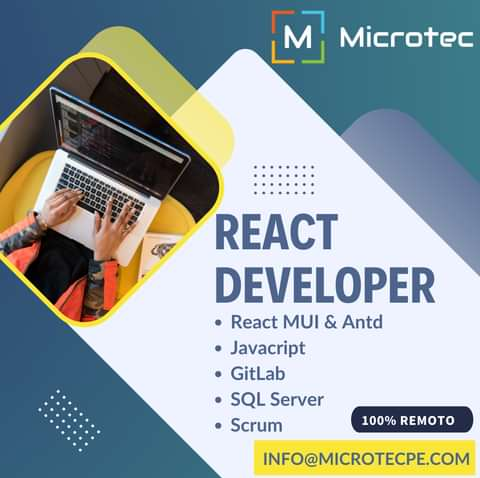 M Microtec
REACT
DEVELOPER
• React MUI & Antd
• Javacript
• GitLab
• SQL Server
• Scrum
100% REMOTO
INFO@MICROTECPE.COM